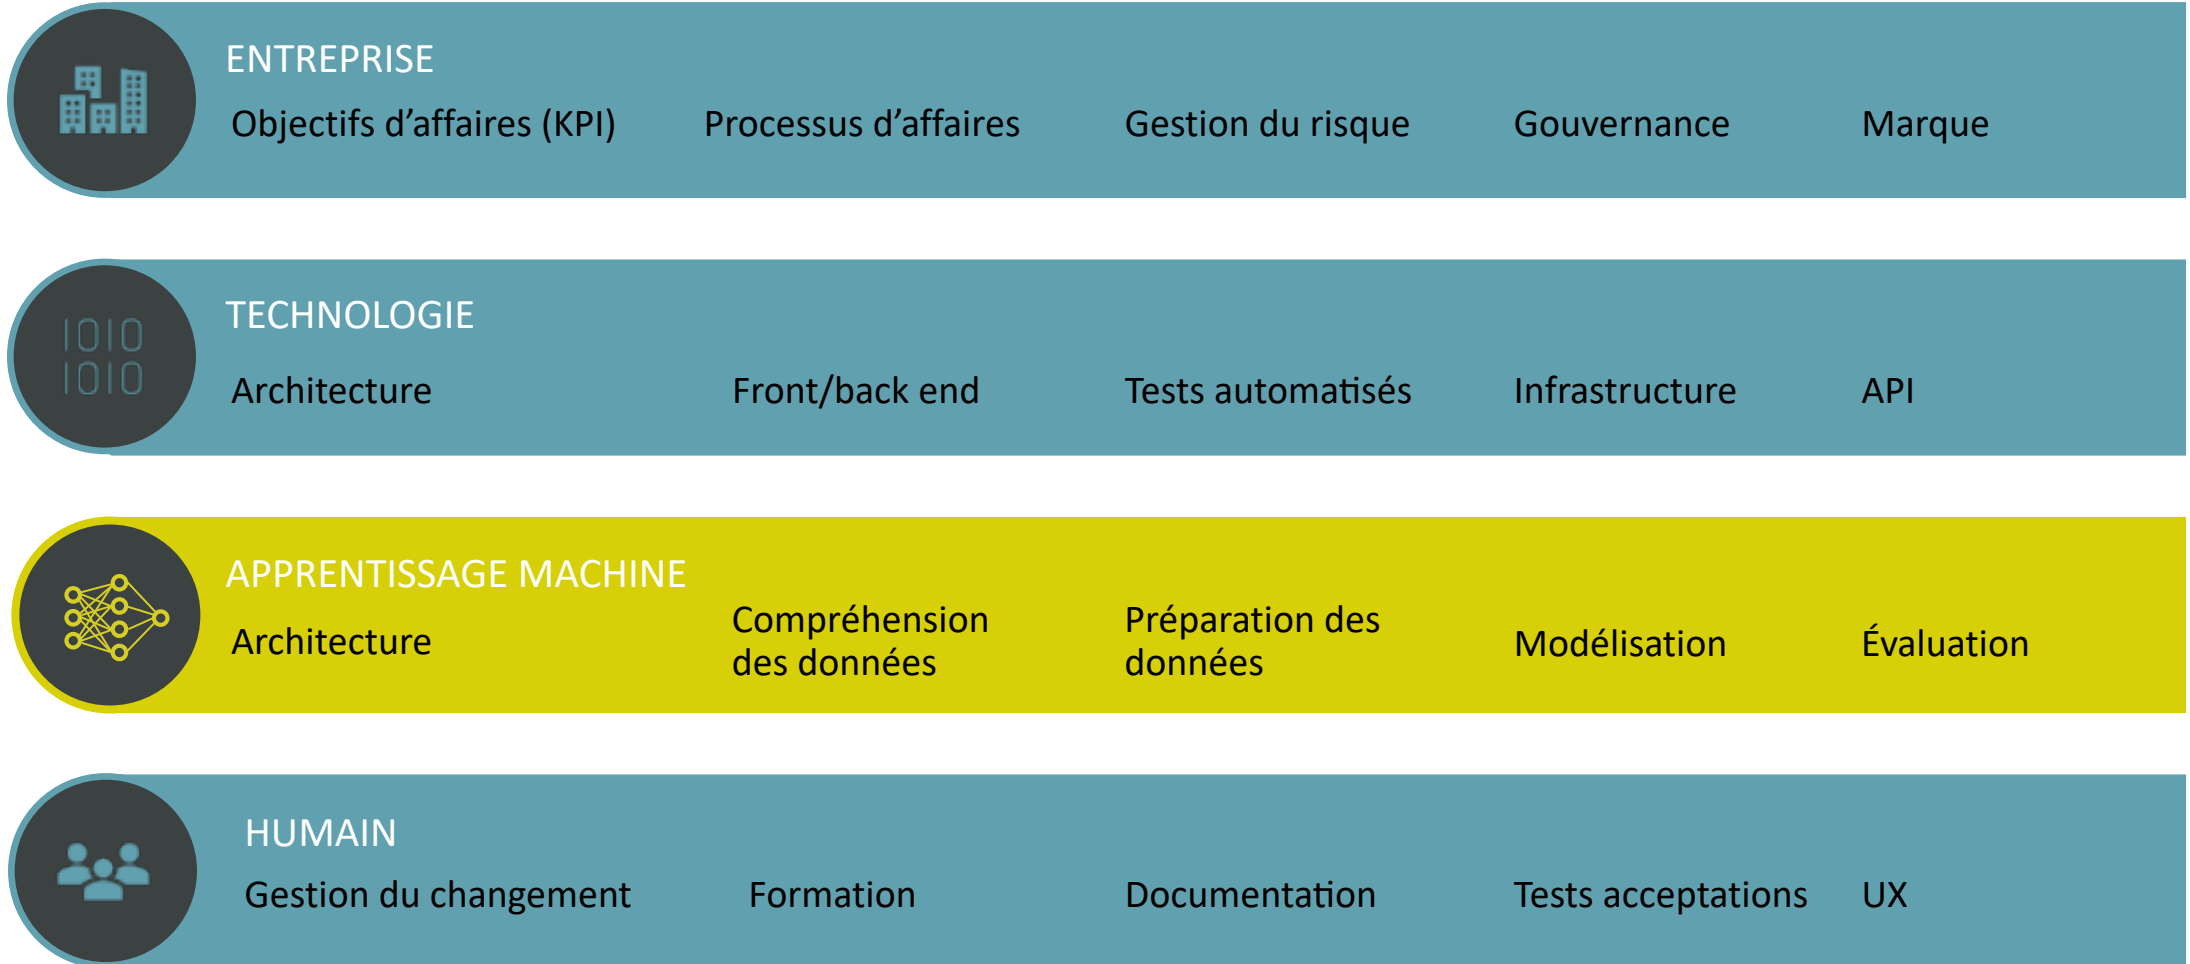 ENTREPRISE
Objectifs d’affaires (KPI) Processus d’affaires Gestion du risque Gouvernance Marque
TECHNOLOGIE
1010
1010
Architecture Front/back end Tests automatisés Infrastructure API
APPRENTISSAGE MACHINE
Architecture
Compréhension
des données
Préparation des
données
Modélisation
Évaluation
HUMAIN
Gestion du changement Formation Documentation Tests acceptations UX